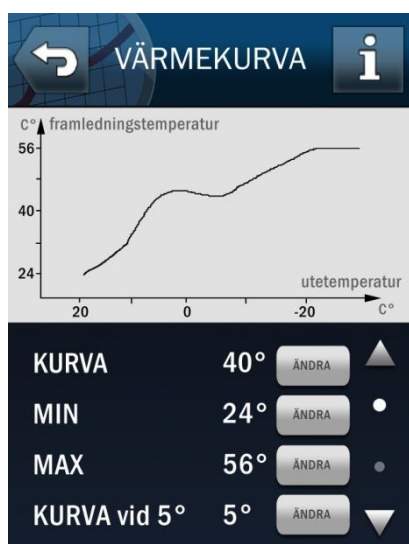 VÄRMEKURVA i
C° framledningstemperatur
56
40
24
utetemperatur
20 0 -20 C°
KURVA 40° ÄNDRA
MIN 24° ÄNDRA
MAX 56° ÄNDRA
KURVA vid 5° 5° ÄNDRA